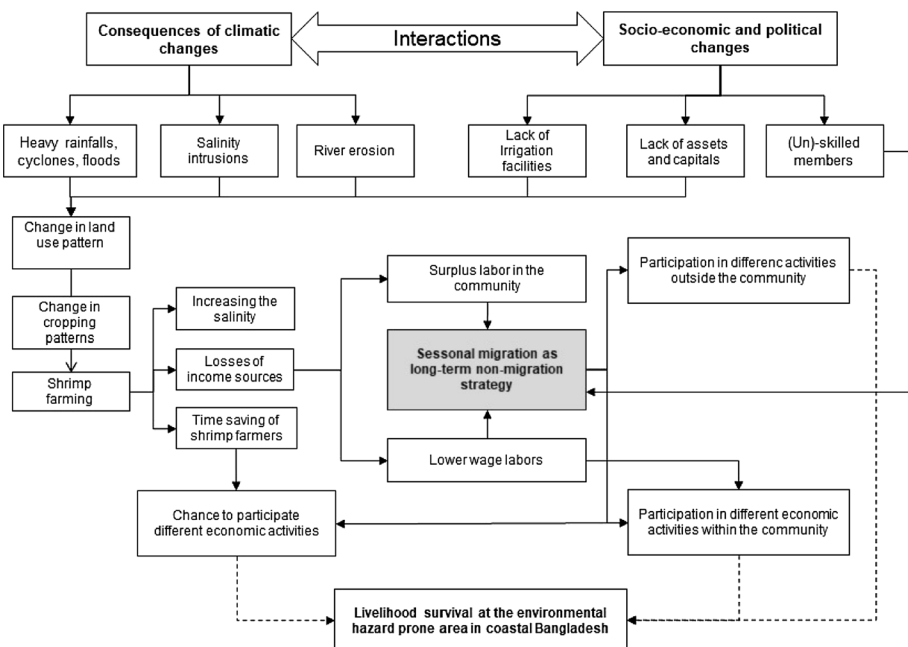 Consequences of climatic
changes
Interactions
Socio-economic and political
changes
Heavy rainfalls,
cyclones, floods
Salinity
intrusions
River erosion
Lack of
Irrigation
facilities
Lack of assets
and capitals
(Un)-skilled
members
Change in land
use pattern
Surplus labor in the
community
Participation in differenc activities
outside the community
Change in
cropping
patterns
Increasing the
salinity
Shrimp
farming
Losses of
income sources
Sessonal migration as
long-term non-migration
strategy
Time saving of
shrimp farmers
Lower wage labors
Chance to participate
different economic activities
Participation in different economic
activities within the community
Livelihood survival at the environmental
hazard prone area in coastal Bangladesh